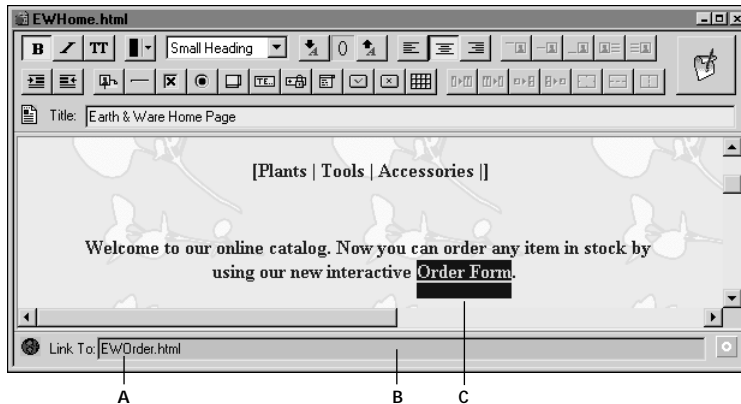 EWHome.html
B I TT Small Heading 0
Title: Earth & Ware Home Page
[Plants | Tools | Accessories |]
Welcome to our online catalog. Now you can order any item in stock by
using our new interactive Order Form.
Link To: EWOrder.html
A B C